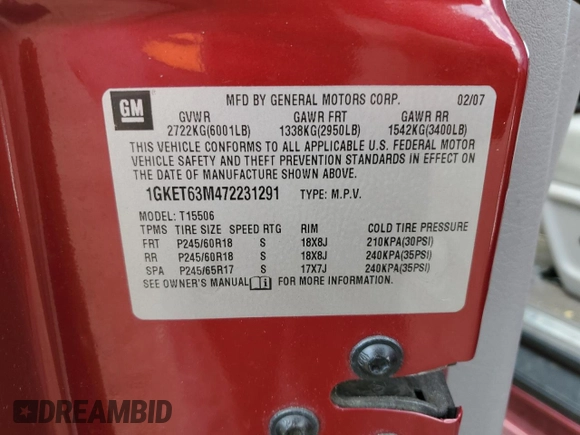 GM
MFD BY GENERAL MOTORS CORP. 02/07
GVWR GAWR FRT GAWR RR
2722KG(6001LB) 1338KG(2950LB) 1542KG(3400LB)
THIS VEHICLE CONFORMS TO ALL APPLICABLE U.S. FEDERAL MOTOR
VEHICLE SAFETY AND THEFT PREVENTION STANDARDS IN EFFECT ON
THE DATE OF MANUFACTURE SHOWN ABOVE.
1GKET63M472231291 TYPE: M.P.V.
MODEL: T15506
TPMS TIRE SIZE SPEED RTG RIM COLD TIRE PRESSURE
FRT P245/60R18 S 18X8J 210KPA(30PSI)
RR P245/60R18 S 18X8J 240KPA(35PSI)
SPA P245/65R17 S 17X7J 240KPA(35PSI)
SEE OWNER'S MANUAL FOR MORE INFORMATION.
DREAMBID